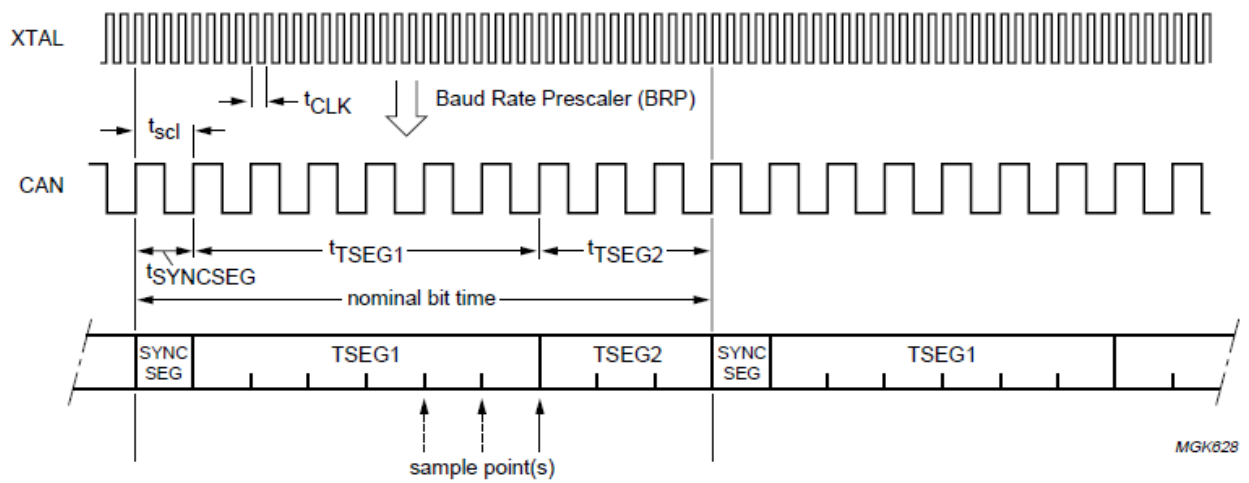 XTAL
tCLK
Baud Rate Prescaler (BRP)
tscl
CAN
tSYNCSEG
tTSEG1
tTSEG2
nominal bit time
SYNC
SEG
TSEG1
TSEG2
SYNC
SEG
TSEG1
sample point(s)
MGK628